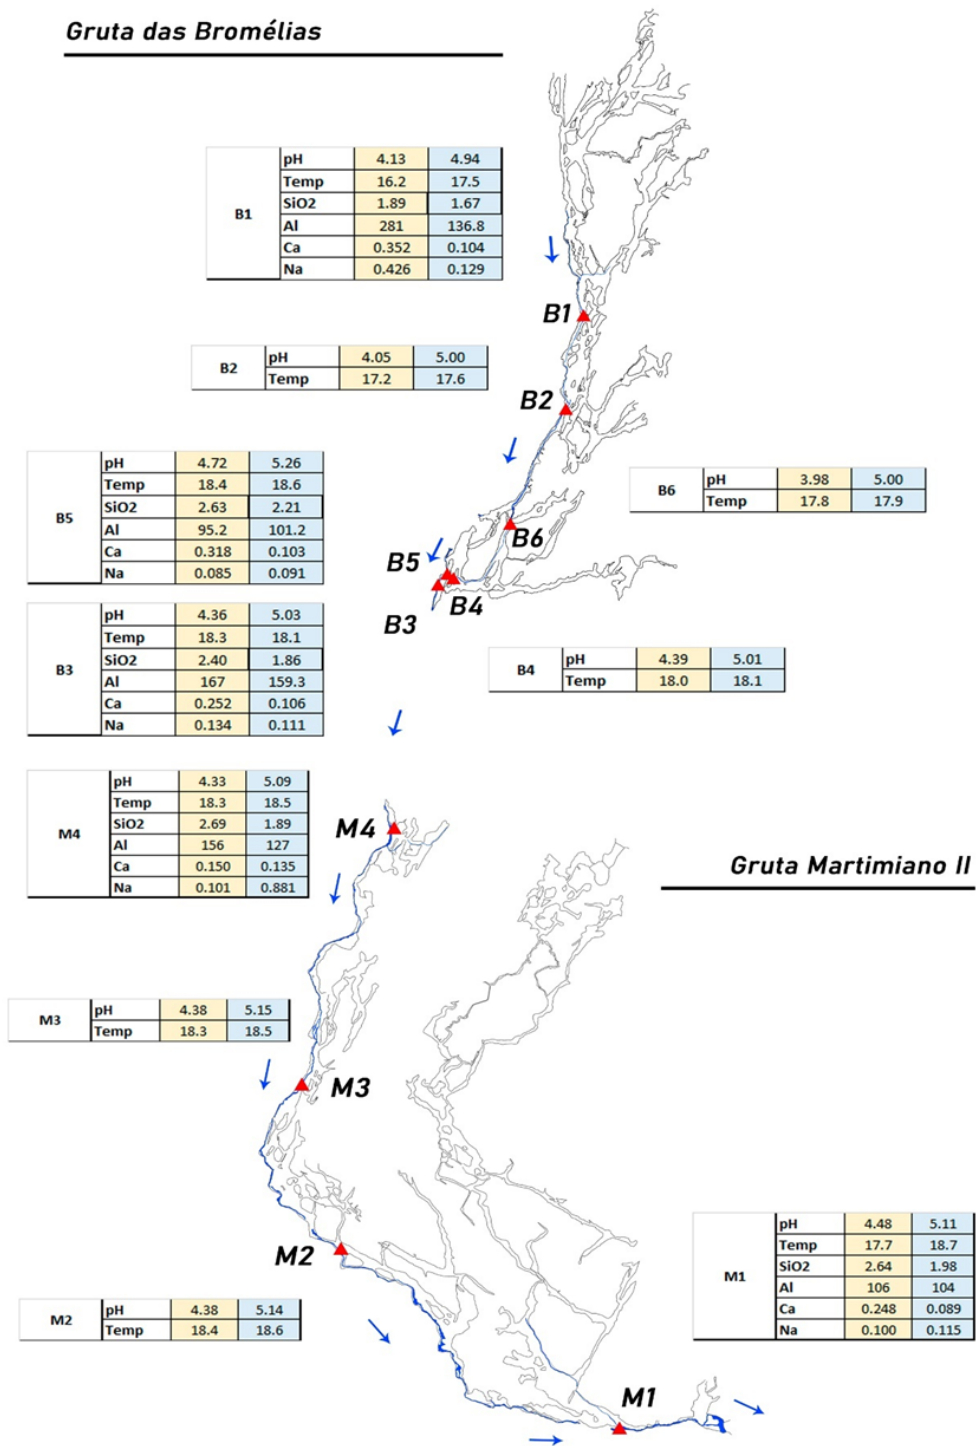 Gruta das Bromélias
B1
pH 4.13 4.94
Temp 16.2 17.5
SiO2 1.89 1.67
Al 281 136.8
Ca 0.352 0.104
Na 0.426 0.129
B1
B2
pH 4.05 5.00
Temp 17.2 17.6
B2
B5
pH 4.72 5.26
Temp 18.4 18.6
SiO2 2.63 2.21
Al 95.2 101.2
Ca 0.318 0.103
Na 0.085 0.091
B6
pH 3.98 5.00
Temp 17.8 17.9
B6
B5
B4
B3
B3
pH 4.36 5.03
Temp 18.3 18.1
SiO2 2.40 1.86
Al 167 159.3
Ca 0.252 0.106
Na 0.134 0.111
B4
pH 4.39 5.01
Temp 18.0 18.1
M4
pH 4.33 5.09
Temp 18.3 18.5
SiO2 2.69 1.89
Al 156 127
Ca 0.150 0.135
Na 0.101 0.881
M4
Gruta Martimiano II
M3
pH 4.38 5.15
Temp 18.3 18.5
M3
M2
M1
pH 4.48 5.11
Temp 17.7 18.7
SiO2 2.64 1.98
Al 106 104
Ca 0.248 0.089
Na 0.100 0.115
M2
pH 4.38 5.14
Temp 18.4 18.6
M1